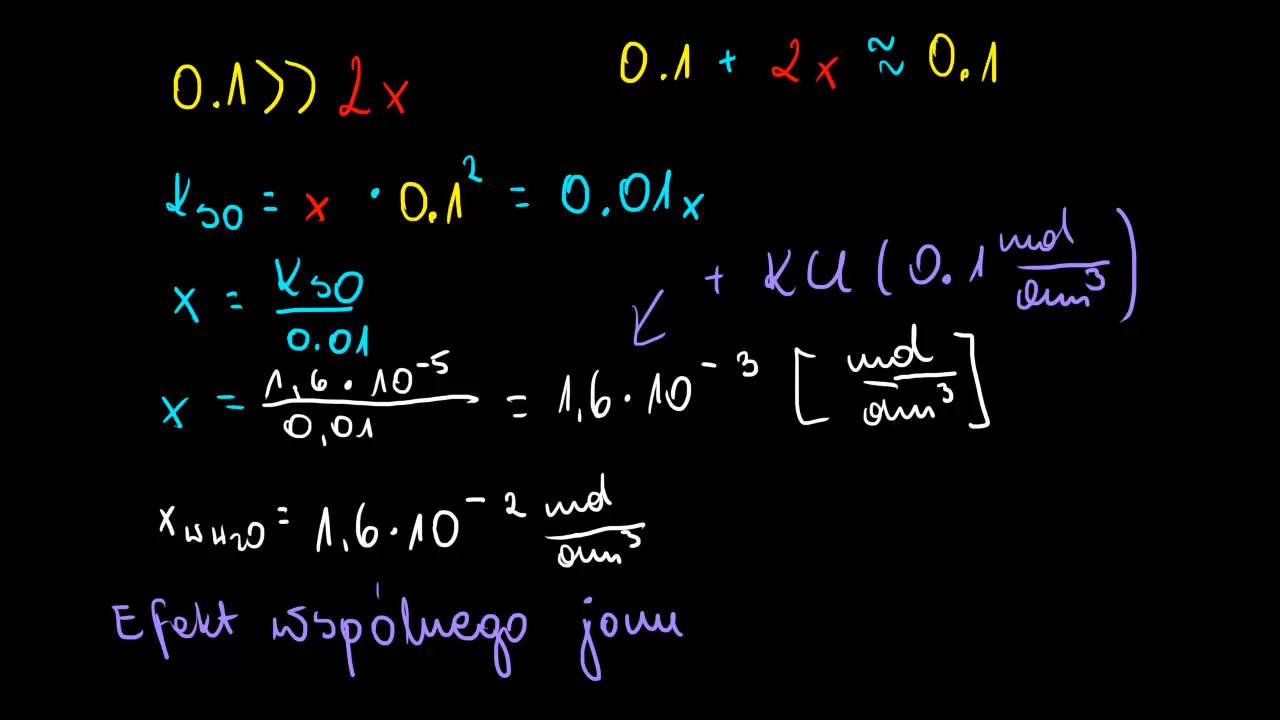 0.1 >> 2x
0.1 + 2x ≈ 0.1
Kso = x · 0.1² = 0.01x
+ KCl (0.1 mol/dm³)
x = Kso/0.01
x = 1,6 · 10⁻⁵/0,01 = 1,6 · 10⁻³ [mol/dm³]
x w H₂O = 1,6 · 10⁻² mol/dm³
Efekt wspólnego jonu